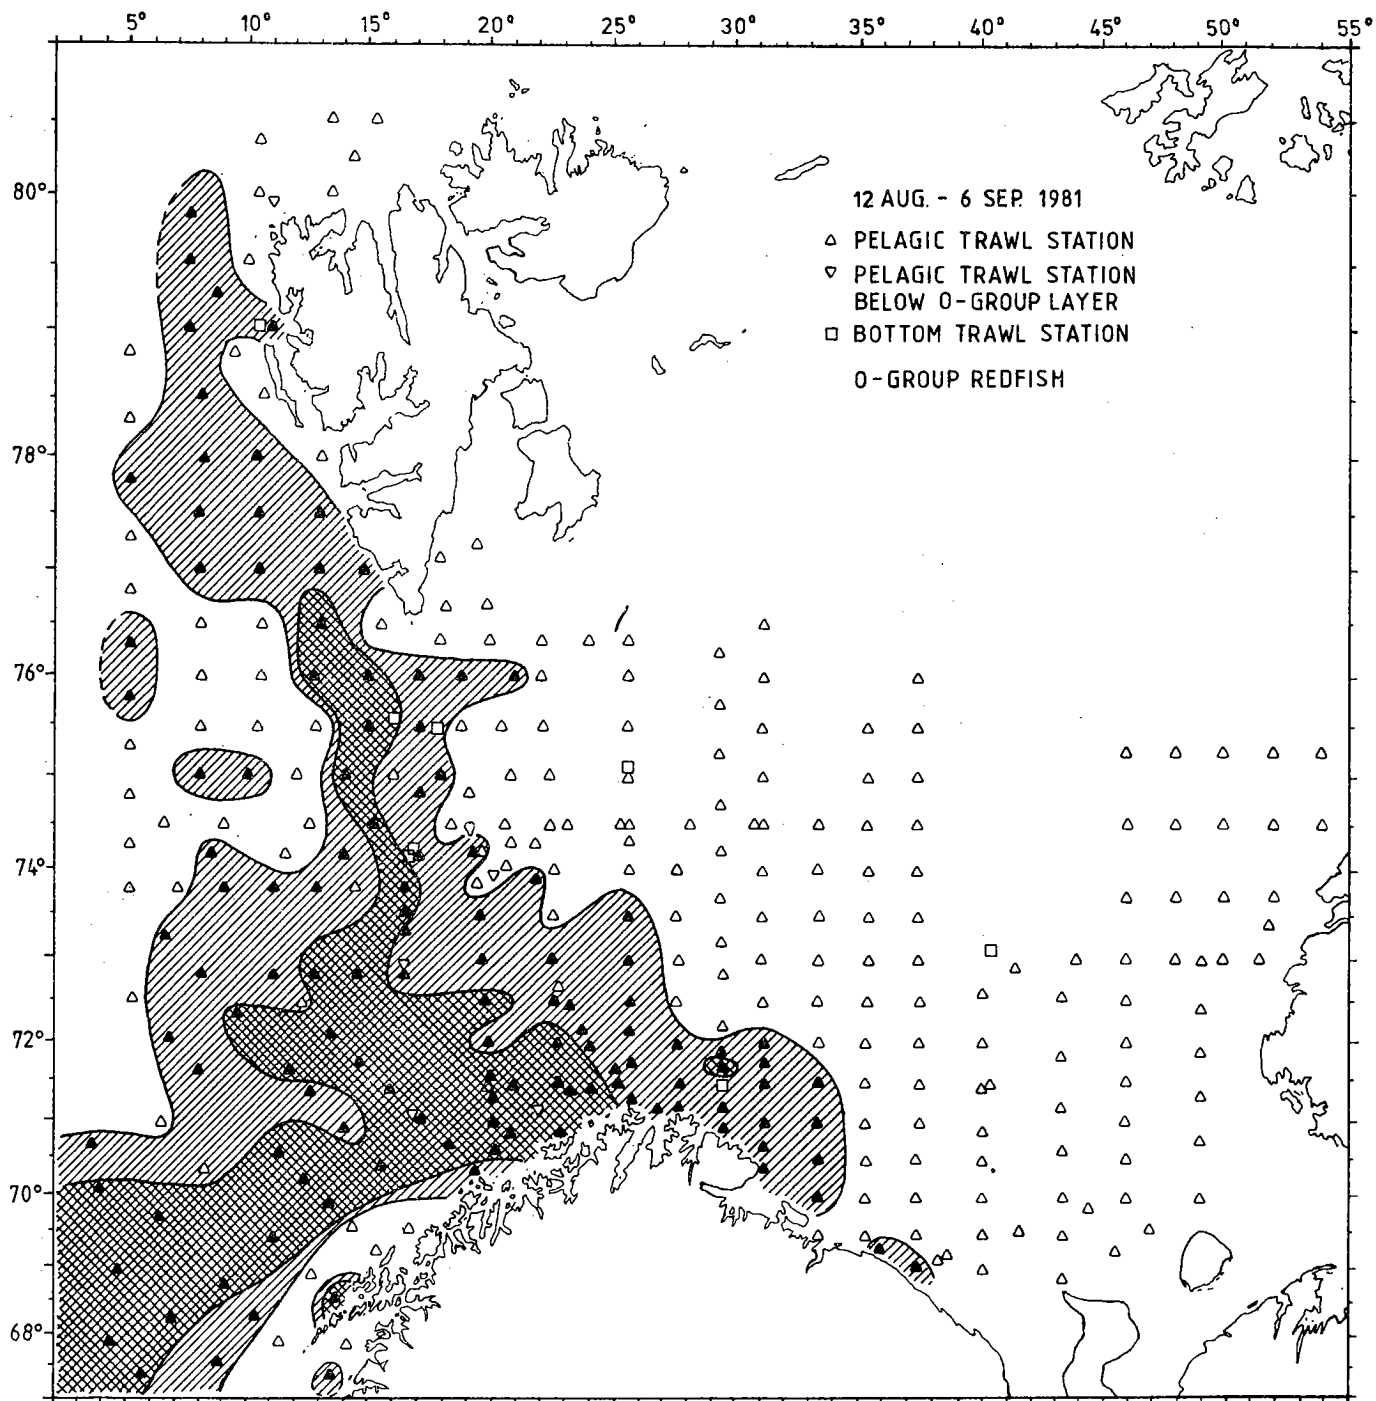 5° 10° 15° 20° 25° 30° 35° 40° 45° 50° 55°
80°
78°
76°
74°
72°
70°
68°
12 AUG. - 6 SEP. 1981
PELAGIC TRAWL STATION
PELAGIC TRAWL STATION
BELOW 0-GROUP LAYER
BOTTOM TRAWL STATION
0-GROUP REDFISH